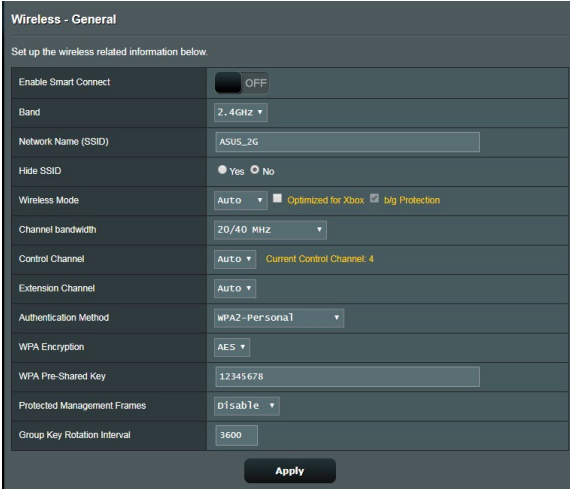 Wireless - General
Set up the wireless related information below.
Enable Smart Connect OFF
Band 2.4GHz
Network Name (SSID) ASUS_2G
Hide SSID Yes No
Wireless Mode Auto Optimized for Xbox b/g Protection
Channel bandwidth 20/40 MHz
Control Channel Auto Current Control Channel: 4
Extension Channel Auto
Authentication Method WPA2-Personal
WPA Encryption AES
WPA Pre-Shared Key 12345678
Protected Management Frames Disable
Group Key Rotation Interval 3600
Apply